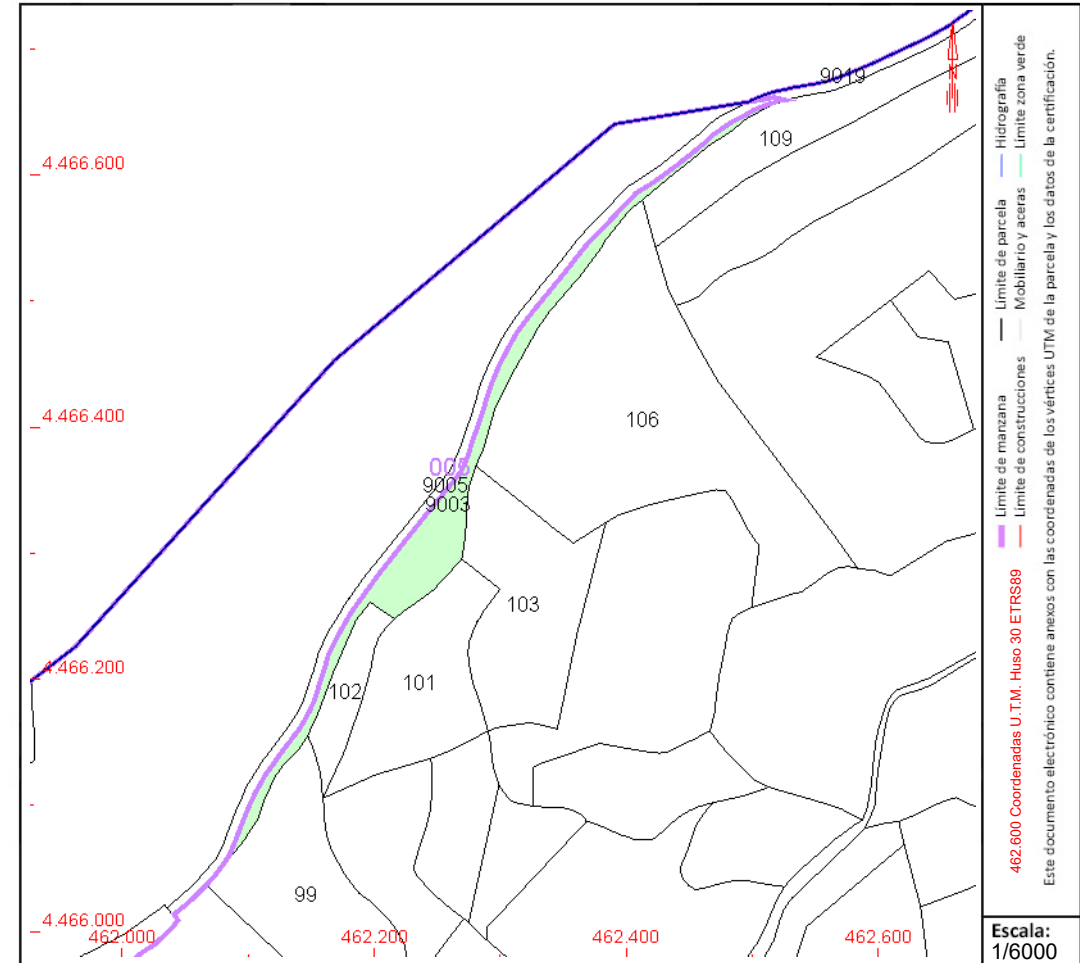 9019
109
4.466.600
4.466.400
106
005
9005
9003
103
4.466.200
102
101
99
4.466.000
462.000
462.200
462.400
462.600
N
462.600 Coordenadas U.T.M. Huso 30 ETRS89
Límite de manzana
Límite de construcciones
Límite de parcela
Mobiliario y aceras
Hidrografía
Límite zona verde
Este documento electrónico contiene anexos con las coordenadas de los vértices UTM de la parcela y los datos de la certificación.
Escala:
1/6000